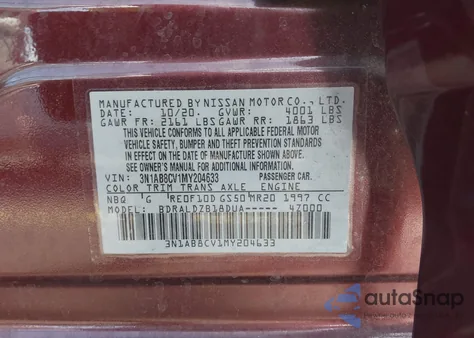 MANUFACTURED BY NISSAN MOTOR CO., LTD.
DATE: 10/20. GVWR: 4001 LBS
GAWR FR: 2161 LBS GAWR RR: 1863 LBS
THIS VEHICLE CONFORMS TO ALL APPLICABLE FEDERAL MOTOR
VEHICLE SAFETY, BUMPER, AND THEFT PREVENTION STANDARDS
IN EFFECT ON THE DATE OF MANUFACTURE SHOWN ABOVE.
SEE OWNER'S MANUAL FOR ADDITIONAL INFORMATION.
VIN: 3N1AB8CV1MY204633 PASSENGER CAR.
COLOR TRIM TRANS AXLE ENGINE
NBQ G RE0F10D GS50 MR20 1997 CC
MODEL: BDRALDZB18DUA----- 4Z000
3N1AB8CV1MY204633
autoSnap